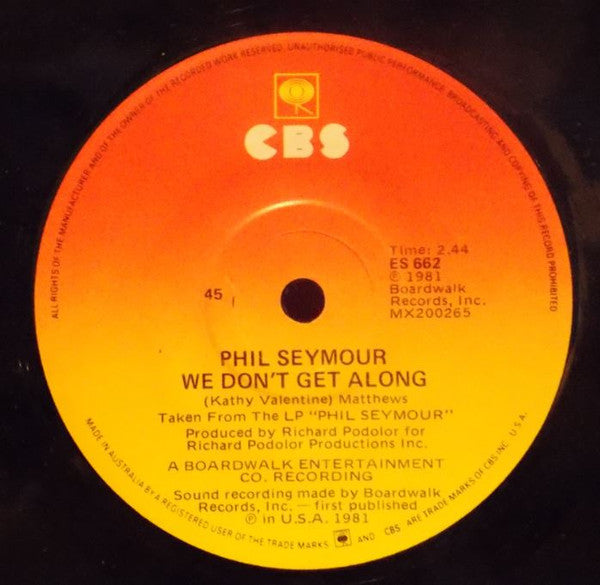 ALL RIGHTS OF THE MANUFACTURER AND OF THE OWNER OF THE RECORDED WORK RESERVED. UNAUTHORISED PUBLIC PERFORMANCE, BROADCASTING AND COPYING OF THIS RECORD PROHIBITED
CBS
Time: 2.44
ES 662
℗ 1981
Boardwalk
Records, Inc.
MX200265
45
PHIL SEYMOUR
WE DON'T GET ALONG
(Kathy Valentine) Matthews
Taken From The LP "PHIL SEYMOUR"
Produced by Richard Podolor for
Richard Podolor Productions Inc.
A BOARDWALK ENTERTAINMENT
CO. RECORDING
Sound recording made by Boardwalk
Records, Inc. — first published
℗ in U.S.A. 1981
MADE IN AUSTRALIA BY A REGISTERED USER OF THE TRADE MARKS AND CBS ARE TRADE MARKS OF CBS INC. U.S.A.